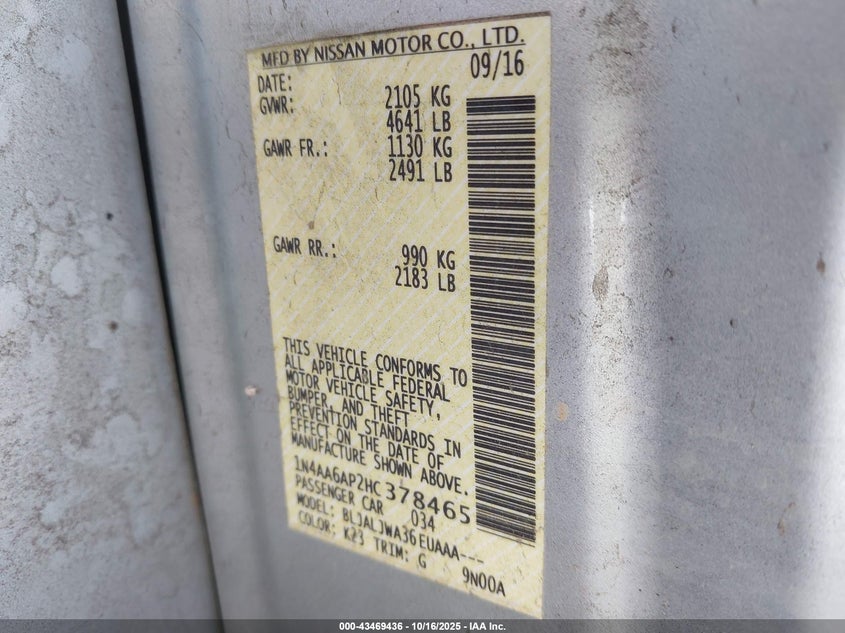 MFD BY NISSAN MOTOR CO., LTD.
DATE: 09/16
GVWR: 2105 KG
4641 LB
GAWR FR.: 1130 KG
2491 LB
GAWR RR.: 990 KG
2183 LB
THIS VEHICLE CONFORMS TO
ALL APPLICABLE FEDERAL
MOTOR VEHICLE SAFETY,
BUMPER, AND THEFT
PREVENTION STANDARDS IN
EFFECT ON THE DATE OF
MANUFACTURE SHOWN ABOVE.
1N4AA6AP2HC378465
PASSENGER CAR 034
MODEL: BLJALJWA36EUAAA---
COLOR: K23 TRIM: G 9N00A
000-43469436 - 10/16/2025 - IAA Inc.